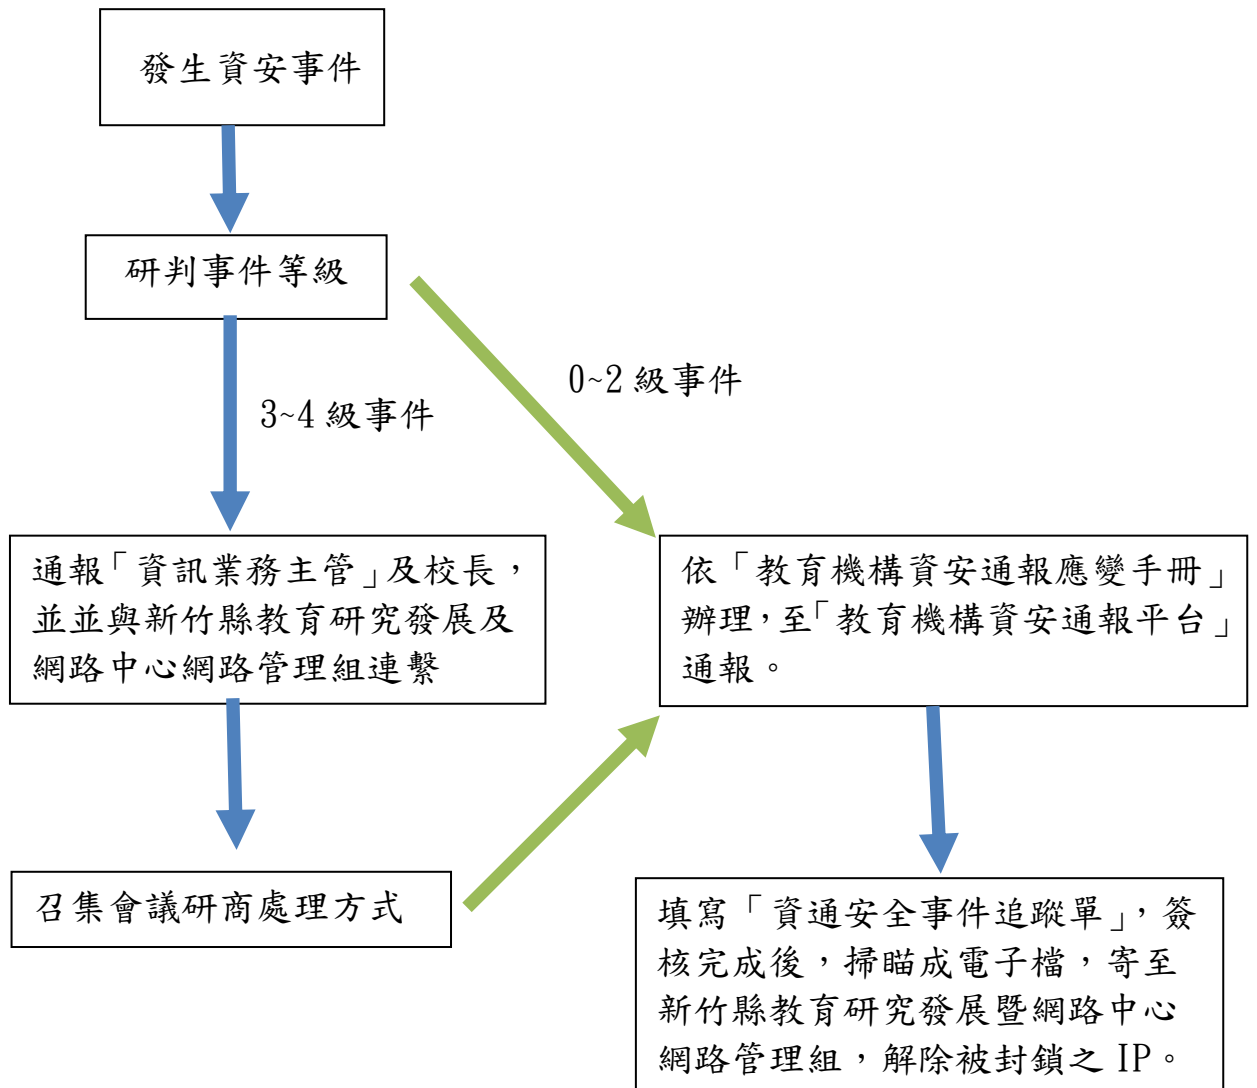 發生資安事件
研判事件等級
0~2 級事件
3~4 級事件
通報「資訊業務主管」及校長，
並並與新竹縣教育研究發展及
網路中心網路管理組連繫
依「教育機構資安通報應變手冊」
辦理，至「教育機構資安通報平台」
通報。
召集會議研商處理方式
填寫「資通安全事件追蹤單」，簽
核完成後，掃瞄成電子檔，寄至
新竹縣教育研究發展暨網路中心
網路管理組，解除被封鎖之 IP。